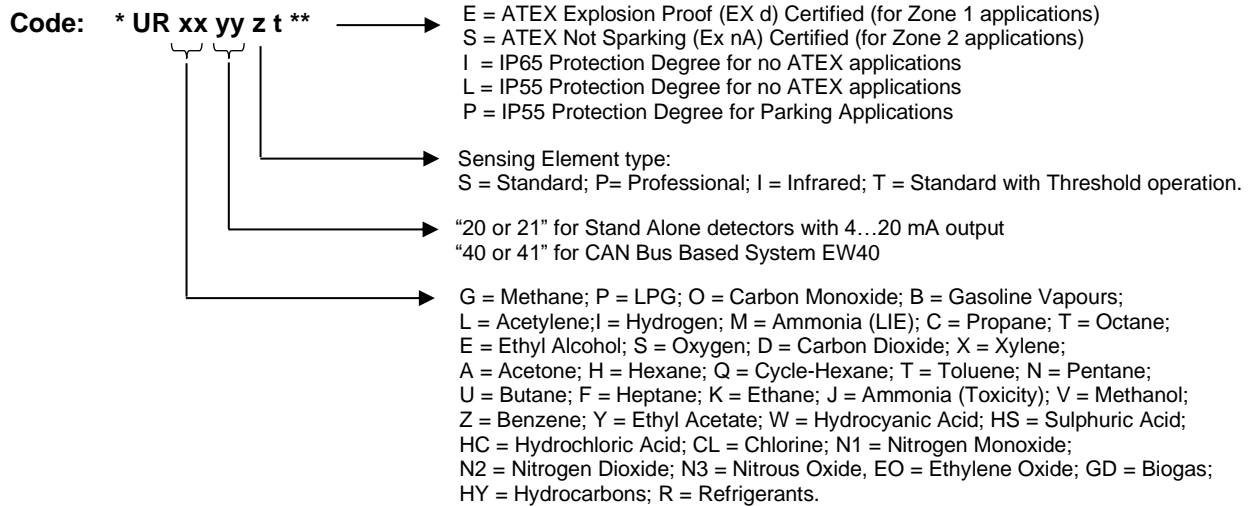 Code: * UR xx yy z t **
E = ATEX Explosion Proof (EX d) Certified (for Zone 1 applications)
S = ATEX Not Sparking (Ex nA) Certified (for Zone 2 applications)
I = IP65 Protection Degree for no ATEX applications
L = IP55 Protection Degree for no ATEX applications
P = IP55 Protection Degree for Parking Applications
Sensing Element type:
S = Standard; P= Professional; I = Infrared; T = Standard with Threshold operation.
“20 or 21” for Stand Alone detectors with 4…20 mA output
“40 or 41” for CAN Bus Based System EW40
G = Methane; P = LPG; O = Carbon Monoxide; B = Gasoline Vapours;
L = Acetylene;I = Hydrogen; M = Ammonia (LIE); C = Propane; T = Octane;
E = Ethyl Alcohol; S = Oxygen; D = Carbon Dioxide; X = Xylene;
A = Acetone; H = Hexane; Q = Cycle-Hexane; T = Toluene; N = Pentane;
U = Butane; F = Heptane; K = Ethane; J = Ammonia (Toxicity); V = Methanol;
Z = Benzene; Y = Ethyl Acetate; W = Hydrocyanic Acid; HS = Sulphuric Acid;
HC = Hydrochloric Acid; CL = Chlorine; N1 = Nitrogen Monoxide;
N2 = Nitrogen Dioxide; N3 = Nitrous Oxide, EO = Ethylene Oxide; GD = Biogas;
HY = Hydrocarbons; R = Refrigerants.